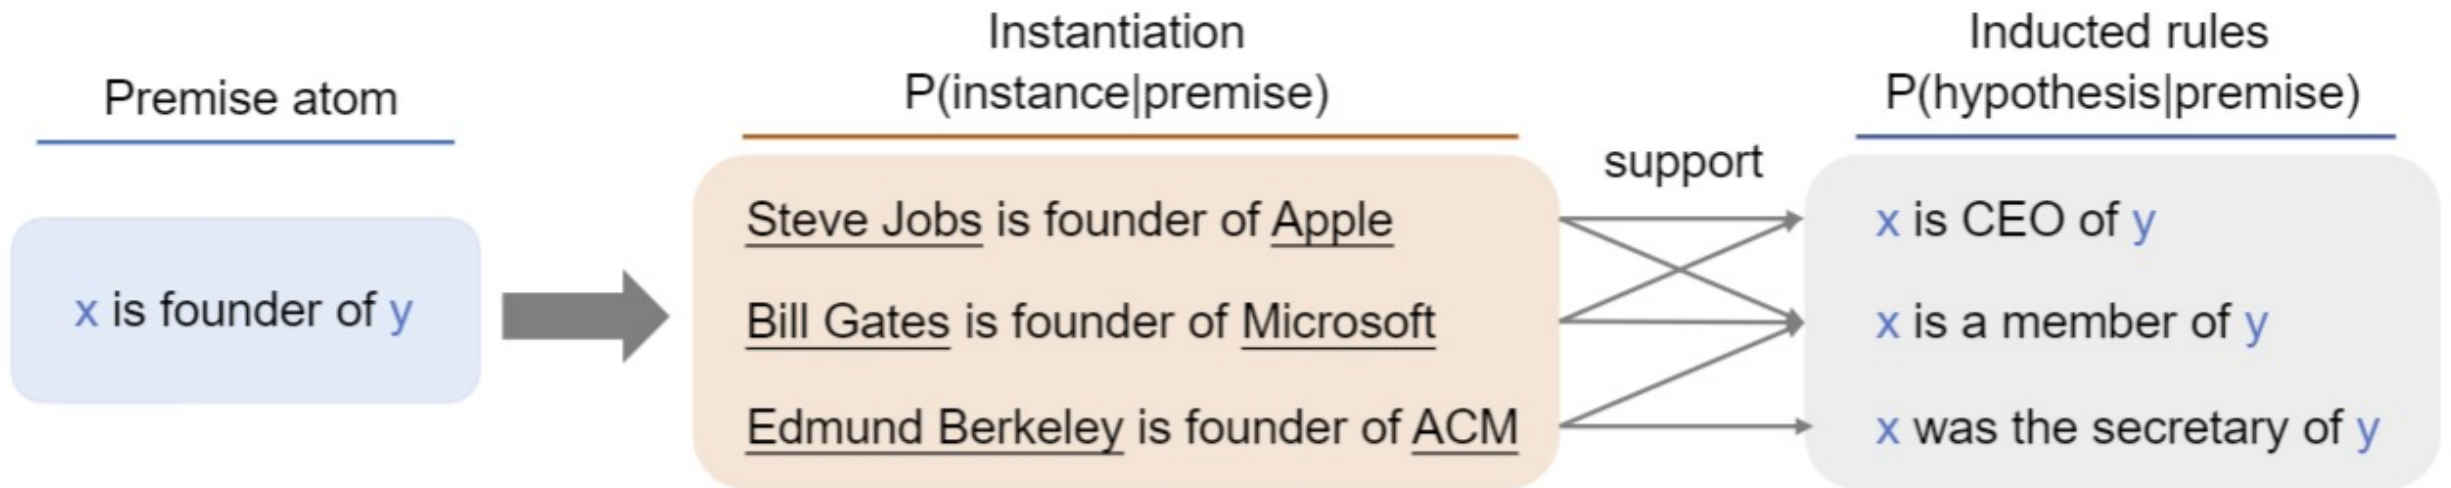 Premise atom
x is founder of y
Instantiation
P(instance|premise)
Steve Jobs is founder of Apple
Bill Gates is founder of Microsoft
Edmund Berkeley is founder of ACM
support
Inducted rules
P(hypothesis|premise)
x is CEO of y
x is a member of y
x was the secretary of y